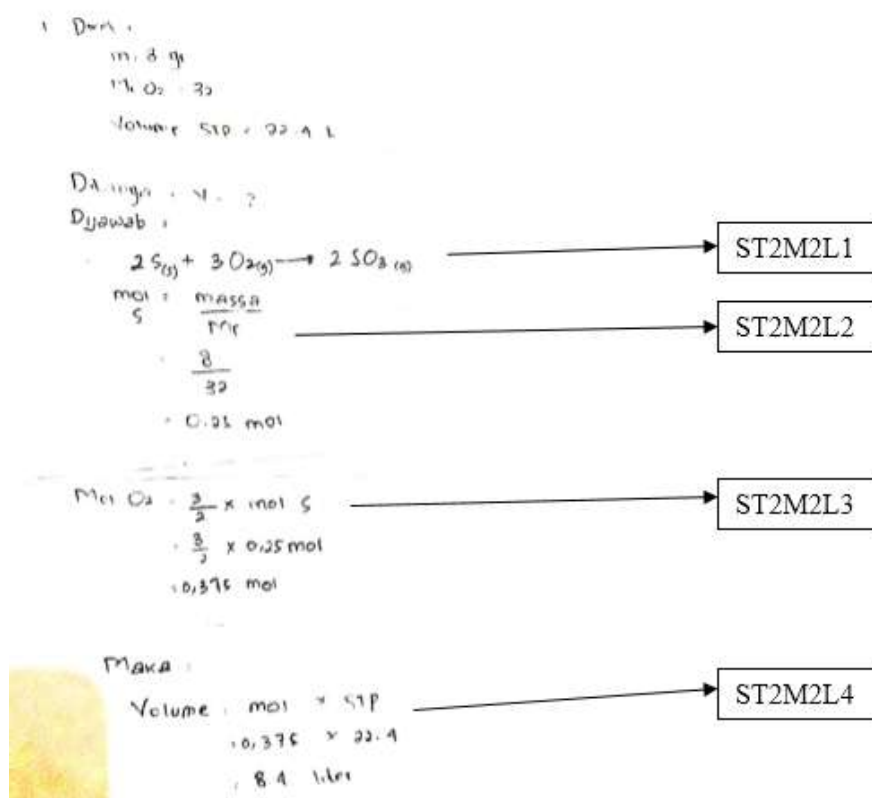 1 Dari :
m. 8 gr
Mr O2 = 32
Volume STP = 22.4 L
V. ?
Dijawab :
2 S(s) + 3 O2(g) → 2 SO3 (g)
ST2M2L1
mol S = massa
Mr
ST2M2L2
= 8
32
= 0.25 mol
Mol O2 = 3/2 x mol S
ST2M2L3
= 3/2 x 0,25 mol
= 0,375 mol
Maka :
Volume = mol x STP
ST2M2L4
= 0,375 x 22.4
= 8.4 liter